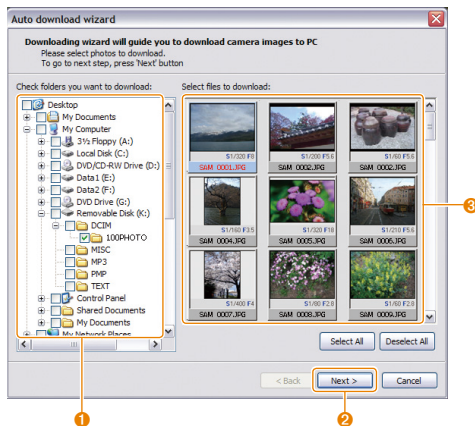 Auto download wizard
Downloading wizard will guide you to download camera images to PC
Please select photos to download.
To go to next step, press 'Next' button
Check folders you want to download:
Select files to download:
Desktop
My Documents
My Computer
3½ Floppy (A:)
Local Disk (C:)
DVD/CD-RW Drive (D:)
Data1 (E:)
Data2 (F:)
DVD Drive (G:)
Removable Disk (K:)
DCIM
100PHOTO
MISC
MP3
PMP
TEXT
Control Panel
Shared Documents
My Documents
My Network Places
S1/320 F8
S1/200 F5.6
S1/60 F5.6
SAM_0001.JPG
SAM_0002.JPG
SAM_0002.JPG
S1/160 F3.5
S1/320 F18
S1/210 F5.6
SAM_0004.JPG
SAM_0005.JPG
SAM_0006.JPG
S1/400 F4
S1/80 F2.8
S1/60 F2.8
SAM_0007.JPG
SAM_0008.JPG
SAM_0009.JPG
3
Select All
Deselect All
< Back
Next >
Cancel
1
2